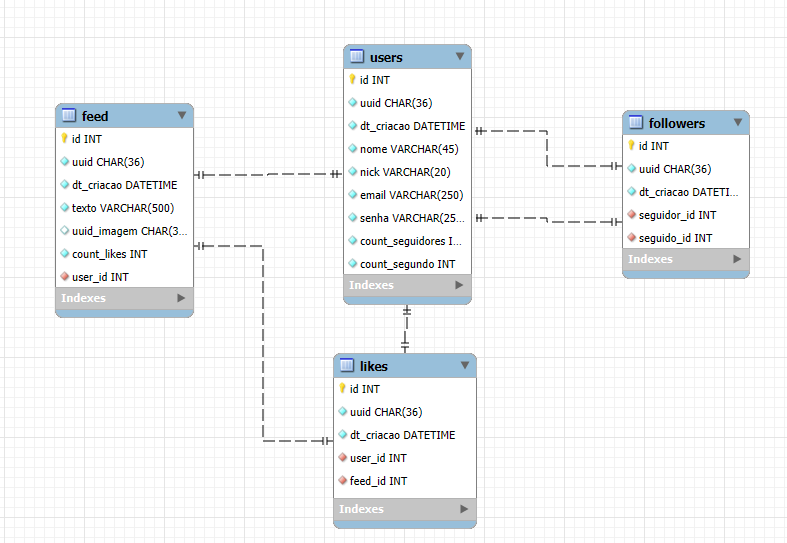 feed
id INT
uuid CHAR(36)
dt_criacao DATETIME
texto VARCHAR(500)
uuid_imagem CHAR(3...
count_likes INT
user_id INT
Indexes
users
id INT
uuid CHAR(36)
dt_criacao DATETIME
nome VARCHAR(45)
nick VARCHAR(20)
email VARCHAR(250)
senha VARCHAR(25...
count_seguidores I...
count_segundo INT
Indexes
followers
id INT
uuid CHAR(36)
dt_criacao DATETI...
seguidor_id INT
seguido_id INT
Indexes
likes
id INT
uuid CHAR(36)
dt_criacao DATETIME
user_id INT
feed_id INT
Indexes